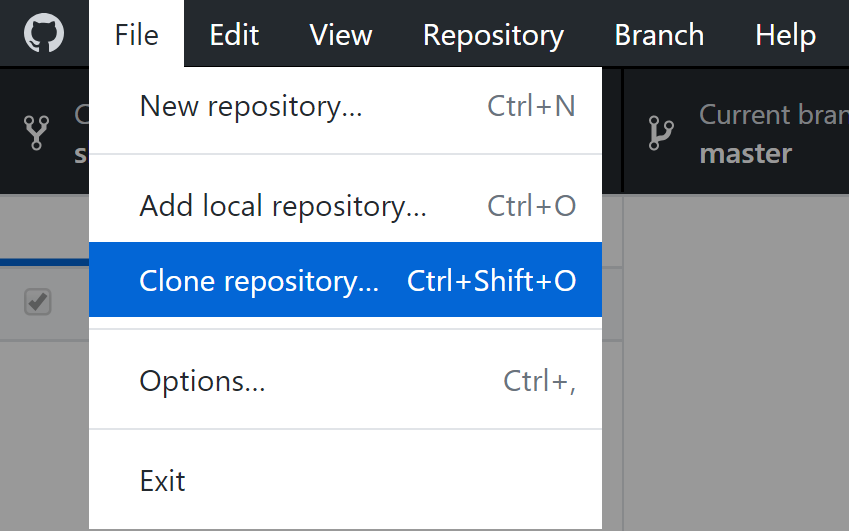 File Edit View Repository Branch Help
New repository... Ctrl+N
Current
master
Add local repository... Ctrl+O
Clone repository... Ctrl+Shift+O
Options... Ctrl+,
Exit